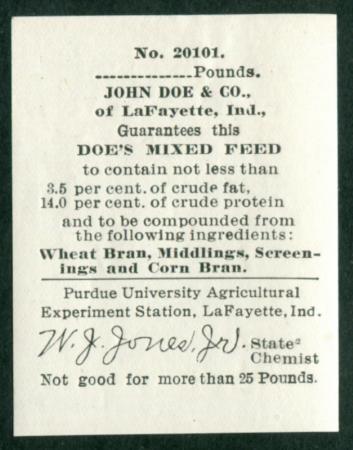 No. 20101.
--------------Pounds.
JOHN DOE & CO.,
of LaFayette, Ind.,
Guarantees this
DOE'S MIXED FEED
to contain not less than
3.5 per cent. of crude fat,
14.0 per cent. of crude protein
and to be compounded from
the following ingredients:
Wheat Bran, Middlings, Screen-
ings and Corn Bran.
Purdue University Agricultural
Experiment Station, LaFayette, Ind.
W. J. Jones, Jr. State
Chemist
Not good for more than 25 Pounds.